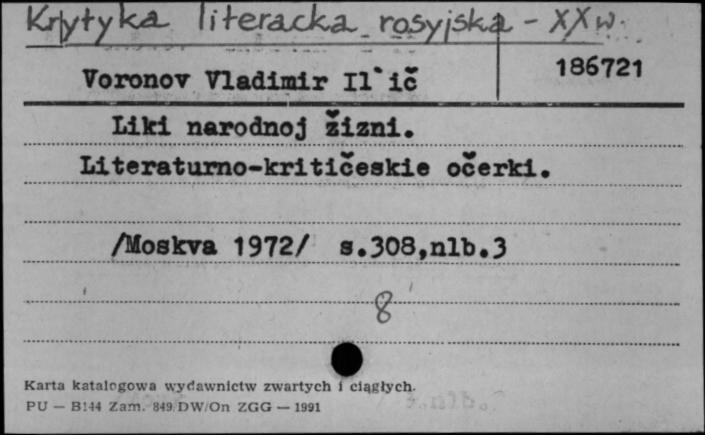 Krytyka literacka rosyjska - XX w.
Voronov Vladimir Il`ič 186721
Liki narodnoj žizni.
Literaturno-kritičeskie očerki.
/Moskva 1972/ s.308,nlb.3
8
Karta katalogowa wydawnictw zwartych i ciągłych.
PU — B144 Zam. 849/DW/On ZGG — 1991